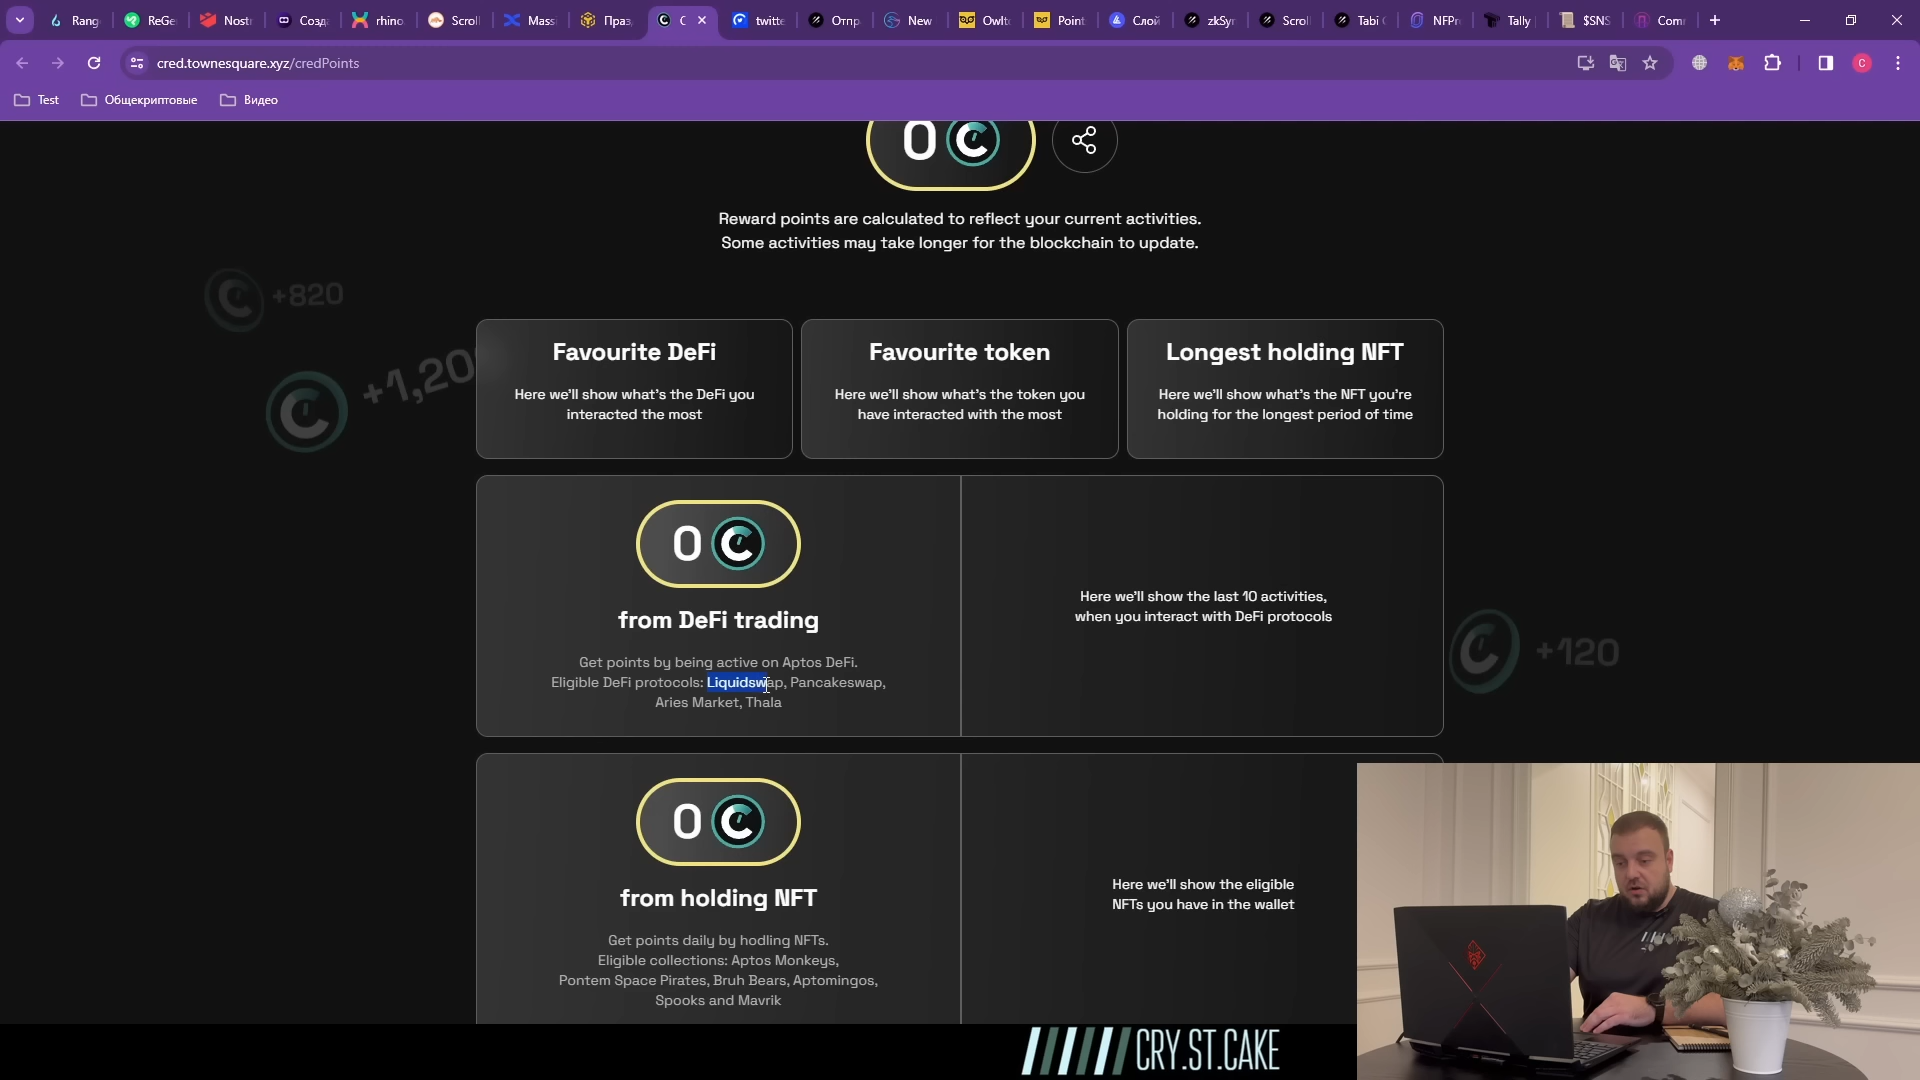 Rang
ReGe
Nost
Созд
rhino
Scroll
Mass
Праз
C
twitte
Отпр
New
Owlto
Point
Слой
zkSyn
Scroll
Tabi
NFPr
Tally
$SNS
Com
cred.townesquare.xyz/credPoints
C
Test
Общекриптовые
Видео
0
Reward points are calculated to reflect your current activities.
Some activities may take longer for the blockchain to update.
+820
+1,20
Favourite DeFi
Here we'll show what's the DeFi you
interacted the most
Favourite token
Here we'll show what's the token you
have interacted with the most
Longest holding NFT
Here we'll show what's the NFT you're
holding for the longest period of time
0
from DeFi trading
Get points by being active on Aptos DeFi.
Eligible DeFi protocols: Liquidswap, Pancakeswap,
Aries Market, Thala
Here we'll show the last 10 activities,
when you interact with DeFi protocols
+120
0
from holding NFT
Get points daily by hodling NFTs.
Eligible collections: Aptos Monkeys,
Pontem Space Pirates, Bruh Bears, Aptomingos,
Spooks and Mavrik
Here we'll show the eligible
NFTs you have in the wallet
CRY.ST.CAKE